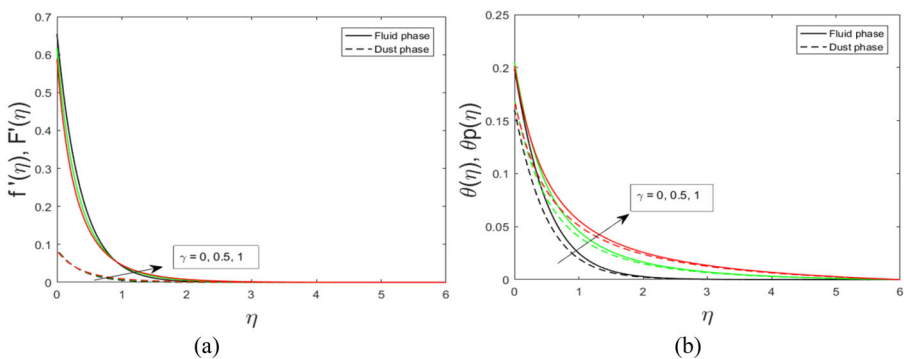 0.7
0.6
0.5
0.4
0.3
0.2
0.1
0
f '(η), F'(η)
Fluid phase
Dust phase
γ = 0, 0.5, 1
0 1 2 3 4 5 6
η
(a)
0.25
0.2
0.15
0.1
0.05
0
θ(η), θp(η)
Fluid phase
Dust phase
γ = 0, 0.5, 1
0 1 2 3 4 5 6
η
(b)